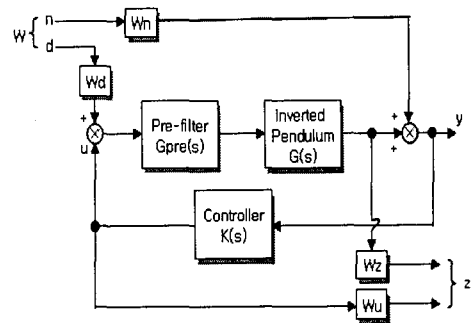 W
n
d
Wn
Wd
+
u
Pre-filter
Gpre(s)
Inverted
Pendulum
G(s)
+
+
y
Controller
K(s)
Wz
Wu
z